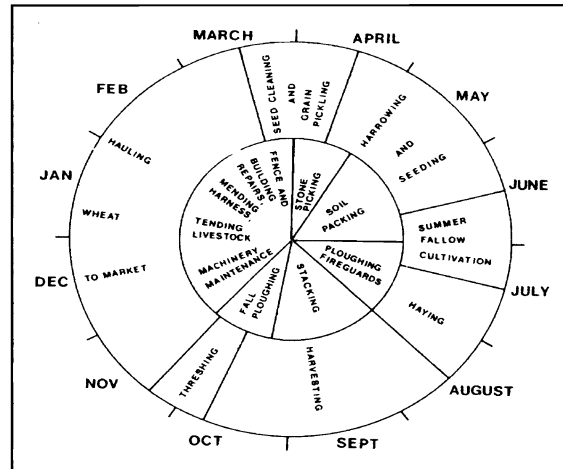 MARCH
APRIL
MAY
JUNE
JULY
AUGUST
SEPT
OCT
NOV
DEC
JAN
FEB
SEED CLEANING
AND
GRAIN
PICKLING
HARROWING
AND
SEEDING
SUMMER
FALLOW
CULTIVATION
HAYING
HARVESTING
THRESHING
HAULING
WHEAT
TO MARKET
STONE
PICKING
SOIL
PACKING
PLOUGHING
FIREGUARDS
STACKING
FALL
PLOUGHING
MACHINERY
MAINTENANCE
TENDING
LIVESTOCK
MENDING
HARNESS,
BUILDING
REPAIRS,
FENCE AND